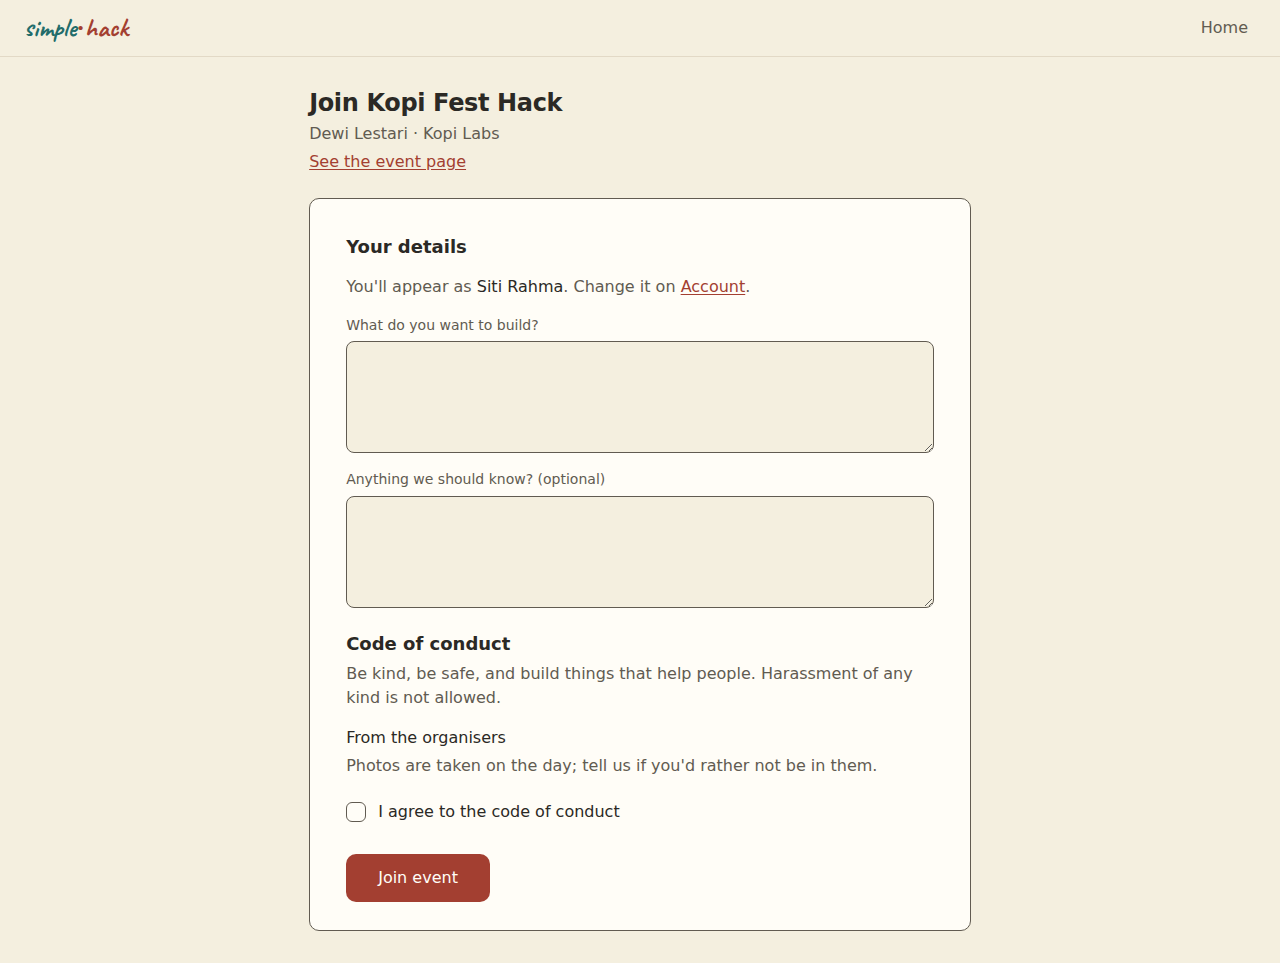 simple·hack
Home
Join Kopi Fest Hack
Dewi Lestari · Kopi Labs
See the event page
Your details
You'll appear as Siti Rahma. Change it on Account.
What do you want to build?
Anything we should know? (optional)
Code of conduct
Be kind, be safe, and build things that help people. Harassment of any
kind is not allowed.
From the organisers
Photos are taken on the day; tell us if you'd rather not be in them.
I agree to the code of conduct
Join event